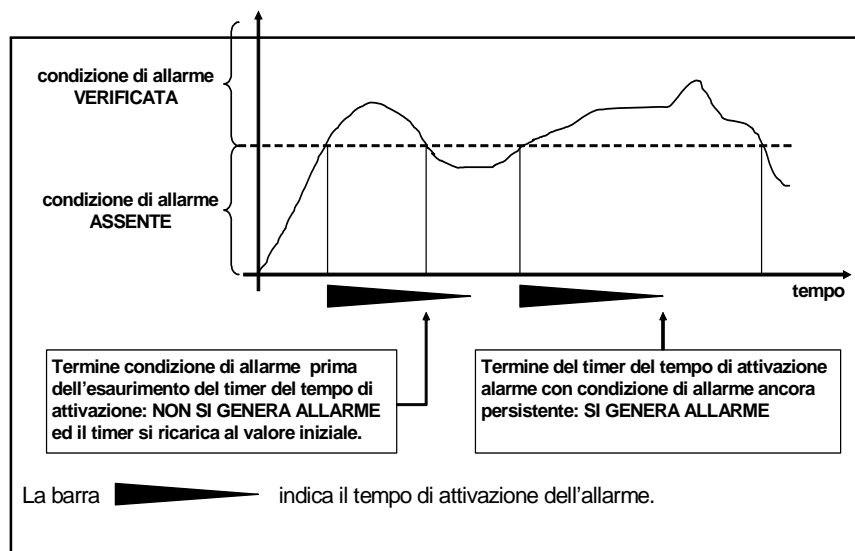 condizione di allarme
VERIFICATA
condizione di allarme
ASSENTE
tempo
Termine condizione di allarme prima
dell'esaurimento del timer del tempo di
attivazione: NON SI GENERA ALLARME
ed il timer si ricarica al valore iniziale.
Termine del timer del tempo di attivazione
alarme con condizione di allarme ancora
persistente: SI GENERA ALLARME
La barra indica il tempo di attivazione dell'allarme.